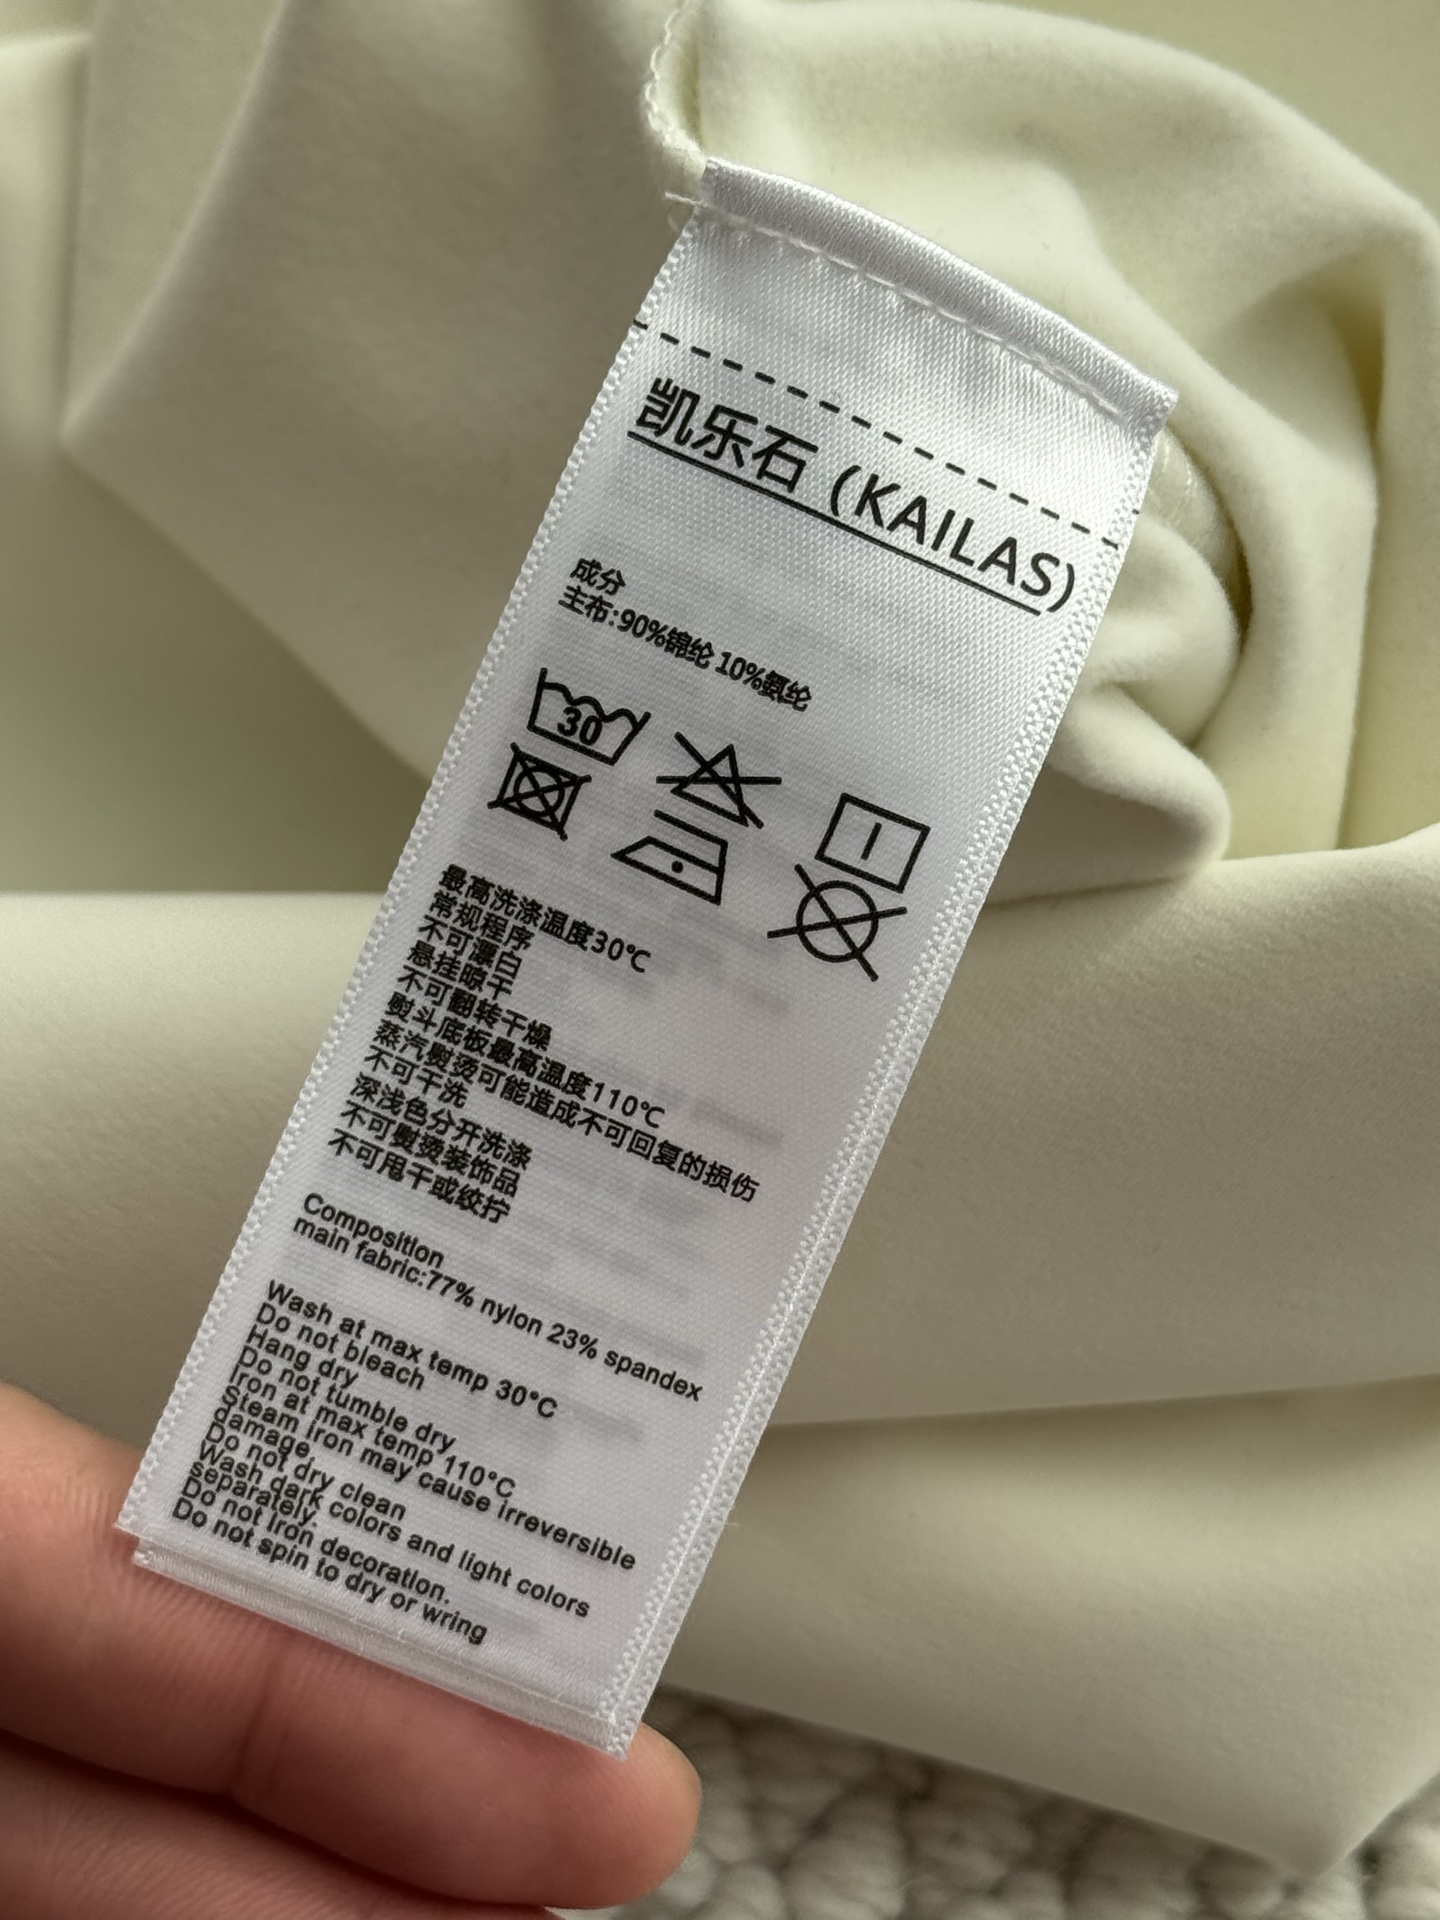 凯乐石 (KAILAS)
成分
主布:90%锦纶 10%氨纶
30
最高洗涤温度30℃
常规程序
不可漂白
悬挂晾干
不可翻转干燥
熨斗底板最高温度110℃
蒸汽熨烫可能造成不可回复的损伤
不可干洗
深浅色分开洗涤
不可熨烫装饰品
不可甩干或绞拧
Composition
main fabric:77% nylon 23% spandex
Wash at max temp 30°C
Do not bleach
Hang dry
Do not tumble dry
Iron at max temp 110°C
Steam iron may cause irreversible
damage.
Do not dry clean
Wash dark colors and light colors
separately.
Do not Iron decoration.
Do not spin to dry or wring